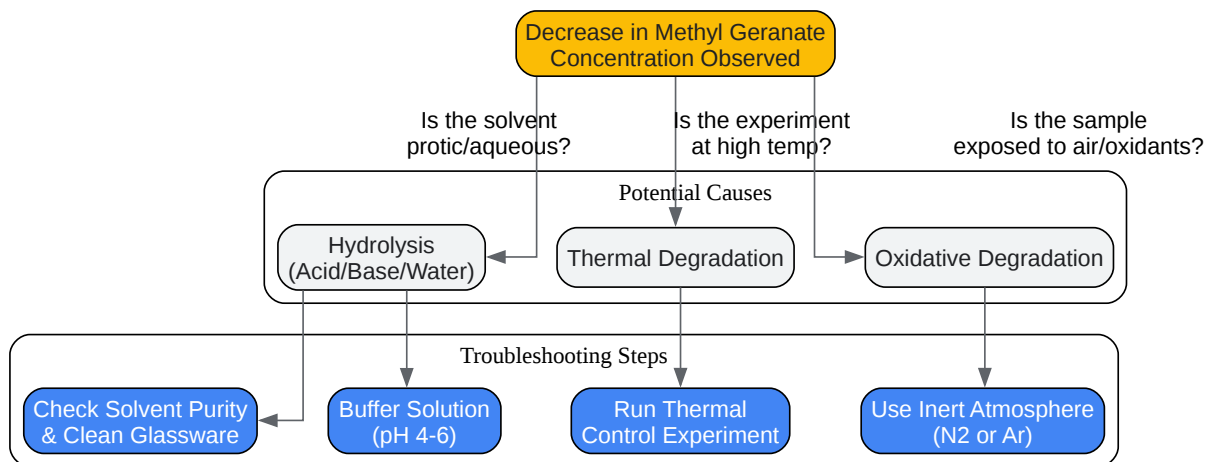 Decrease in Methyl Geranate
Concentration Observed
Is the solvent
protic/aqueous?
Is the experiment
at high temp?
Is the sample
exposed to air/oxidants?
Potential Causes
Hydrolysis
(Acid/Base/Water)
Thermal Degradation
Oxidative Degradation
Troubleshooting Steps
Check Solvent Purity
& Clean Glassware
Buffer Solution
(pH 4-6)
Run Thermal
Control Experiment
Use Inert Atmosphere
(N2 or Ar)